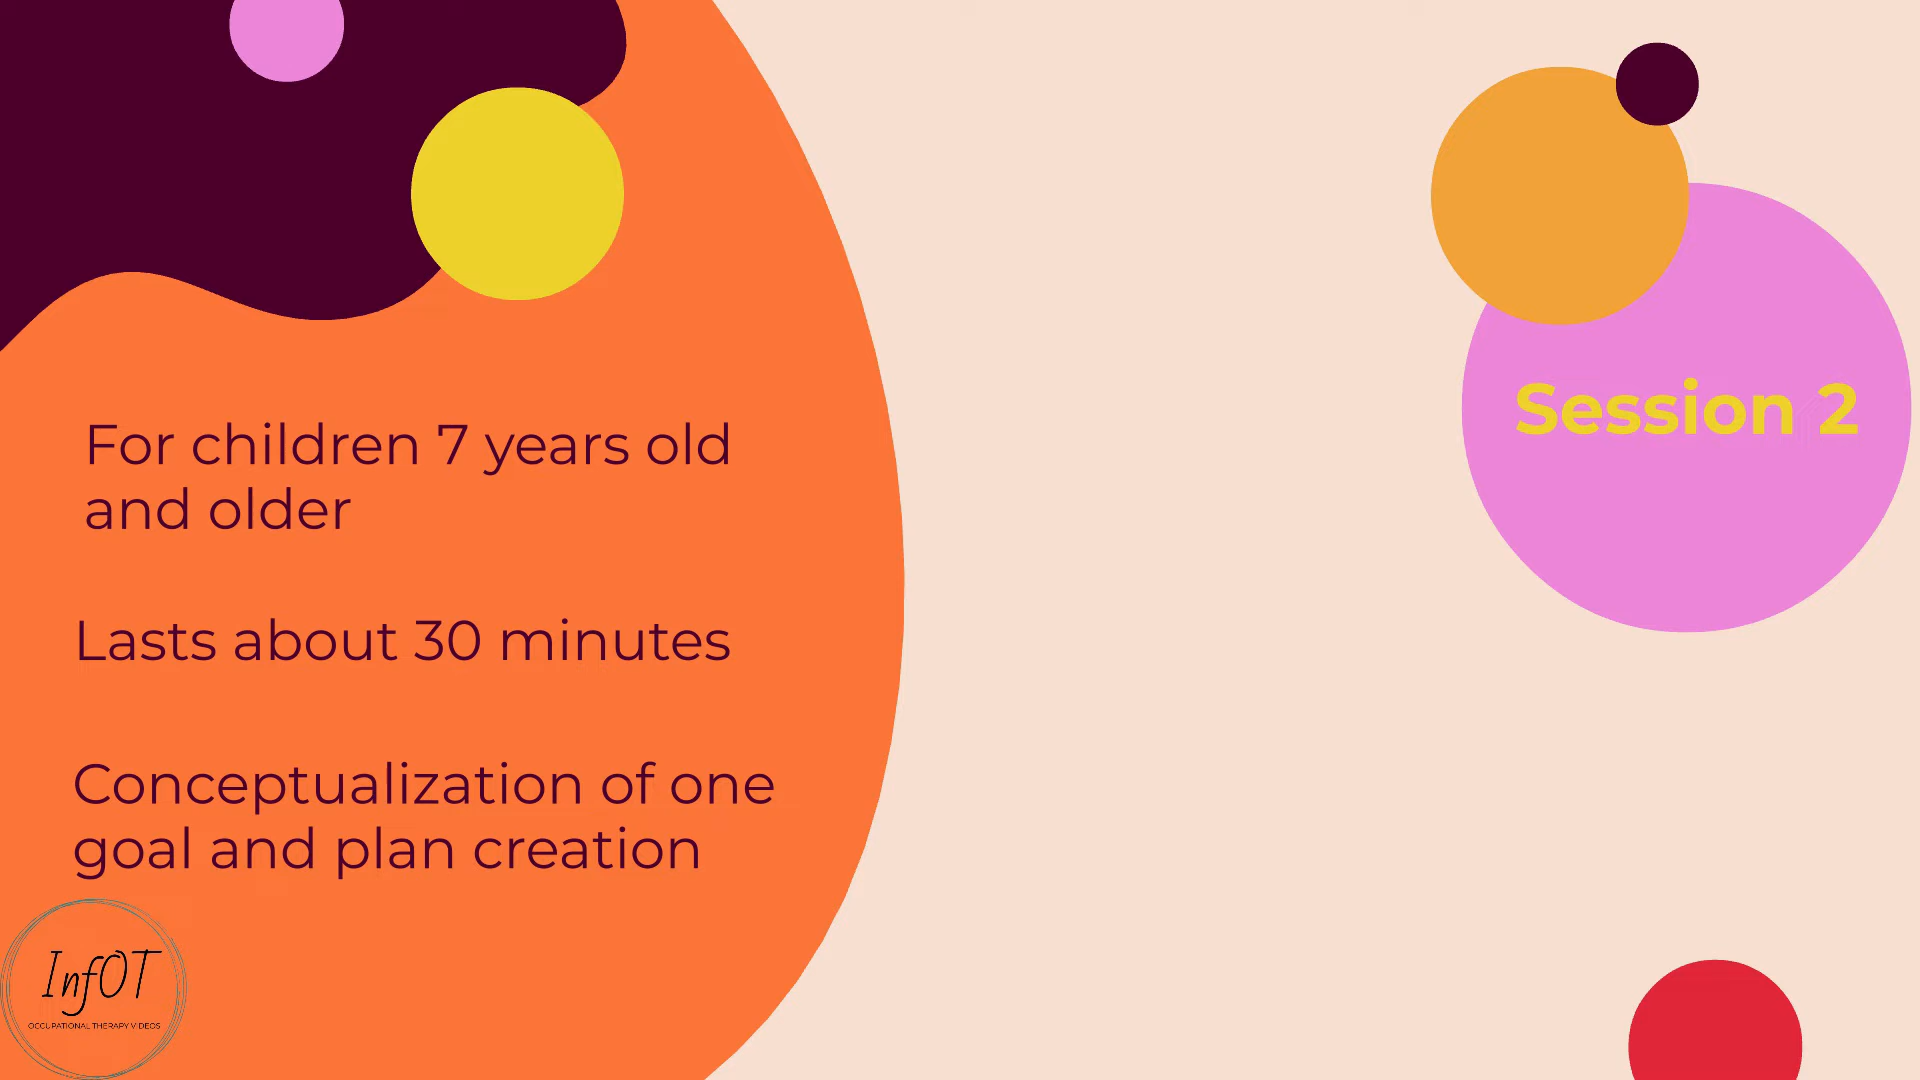 Session 2
For children 7 years old
and older
Lasts about 30 minutes
Conceptualization of one
goal and plan creation
InfOT
OCCUPATIONAL THERAPY VIDEOS